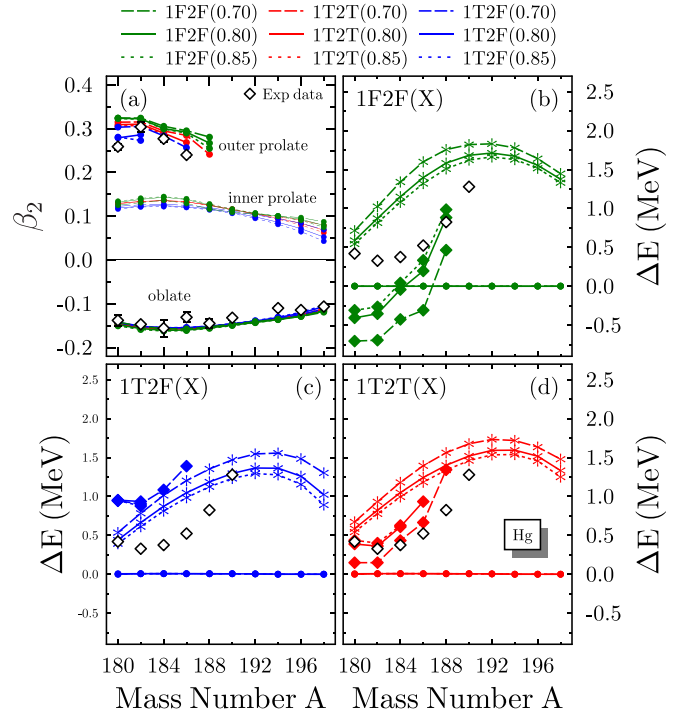 1F2F(0.70) 1T2T(0.70) 1T2F(0.70)
1F2F(0.80) 1T2T(0.80) 1T2F(0.80)
1F2F(0.85) 1T2T(0.85) 1T2F(0.85)
(a) Exp data
outer prolate
inner prolate
oblate
β2
0.4
0.3
0.2
0.1
0.0
-0.1
-0.2
1F2F(X) (b)
2.5
2.0
1.5
1.0
0.5
0.0
-0.5
ΔE (MeV)
1T2F(X) (c)
2.5
2.0
1.5
1.0
0.5
0.0
-0.5
ΔE (MeV)
180 184 188 192 196
Mass Number A
1T2T(X) (d)
Hg
2.5
2.0
1.5
1.0
0.5
0.0
-0.5
ΔE (MeV)
180 184 188 192 196
Mass Number A